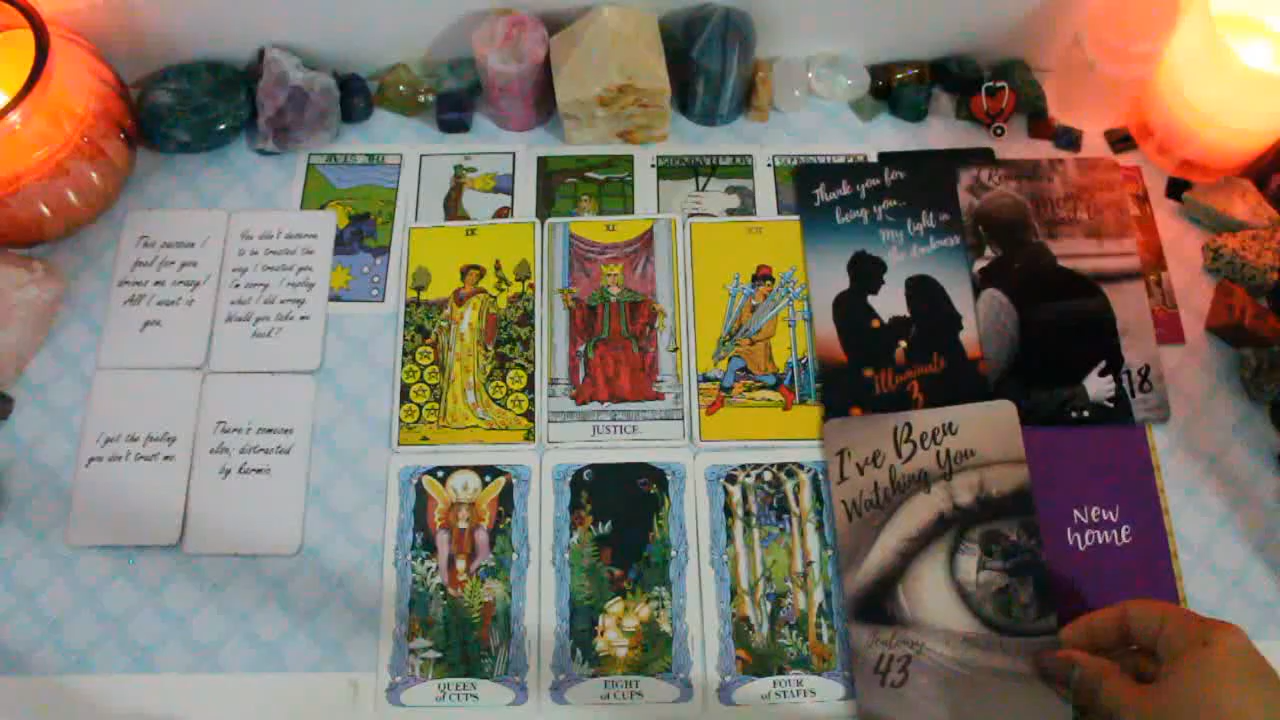 THE STAR
This passion I
feel for you
drives me crazy!
All I want is
you.
You didn't deserve
to be treated the
way I treated you.
I'm sorry. I replay
what I did wrong.
Would you take me
back?
I get the feeling
you don't trust me.
There's someone
else; distracted
by Karmic.
IX
XI
JUSTICE.
VII
QUEEN
of CUPS
EIGHT
of CUPS
FOUR
of STAFFS
Thank you for
being you...
My light in
the darkness
Illuminate
3
18
I've Been
Watching You
Jealousy
43
New
home